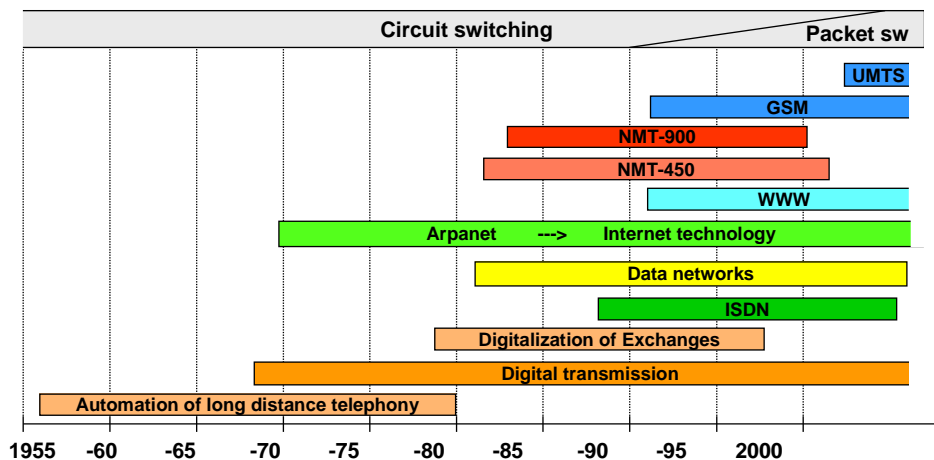 Circuit switching
Packet sw
UMTS
GSM
NMT-900
NMT-450
WWW
Arpanet ---> Internet technology
Data networks
ISDN
Digitalization of Exchanges
Digital transmission
Automation of long distance telephony
1955 -60 -65 -70 -75 -80 -85 -90 -95 2000